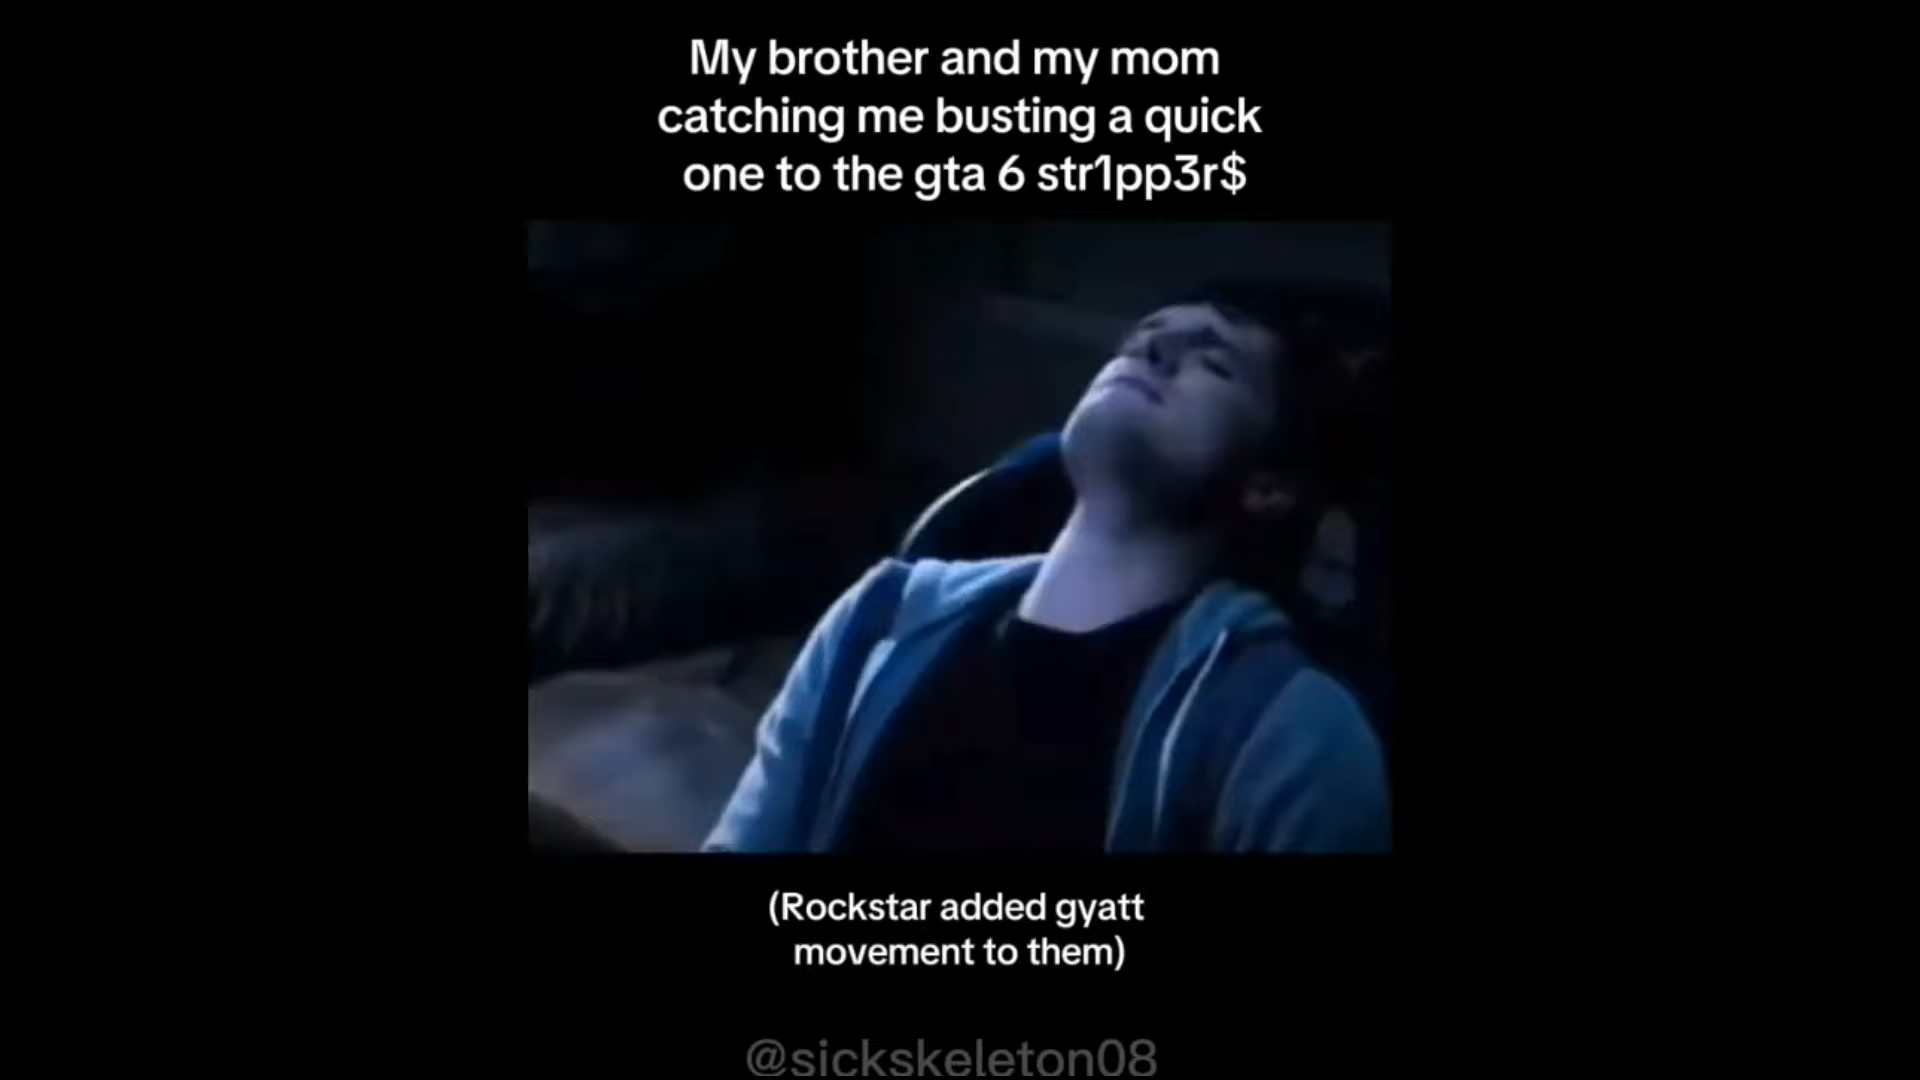 My brother and my mom
catching me busting a quick
one to the gta 6 str1pp3r$
(Rockstar added gyatt
movement to them)
@sickskeleton08